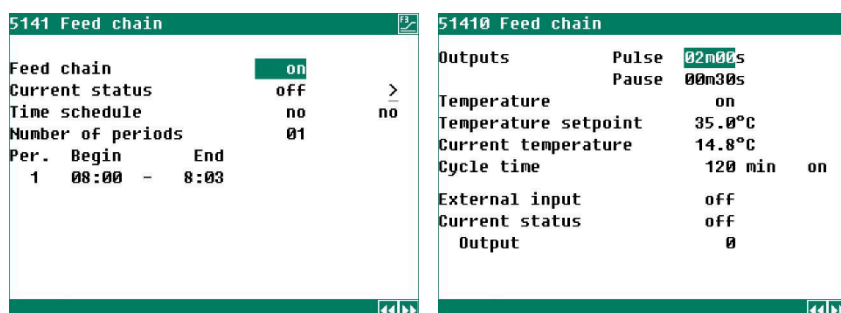 5141 Feed chain F3
Feed chain on
Current status off >
Time schedule no no
Number of periods 01
Per. Begin End
1 08:00 - 8:03
51410 Feed chain
Outputs Pulse 02m00s
Pause 00m30s
Temperature on
Temperature setpoint 35.0°C
Current temperature 14.8°C
Cycle time 120 min on
External input off
Current status off
Output 0